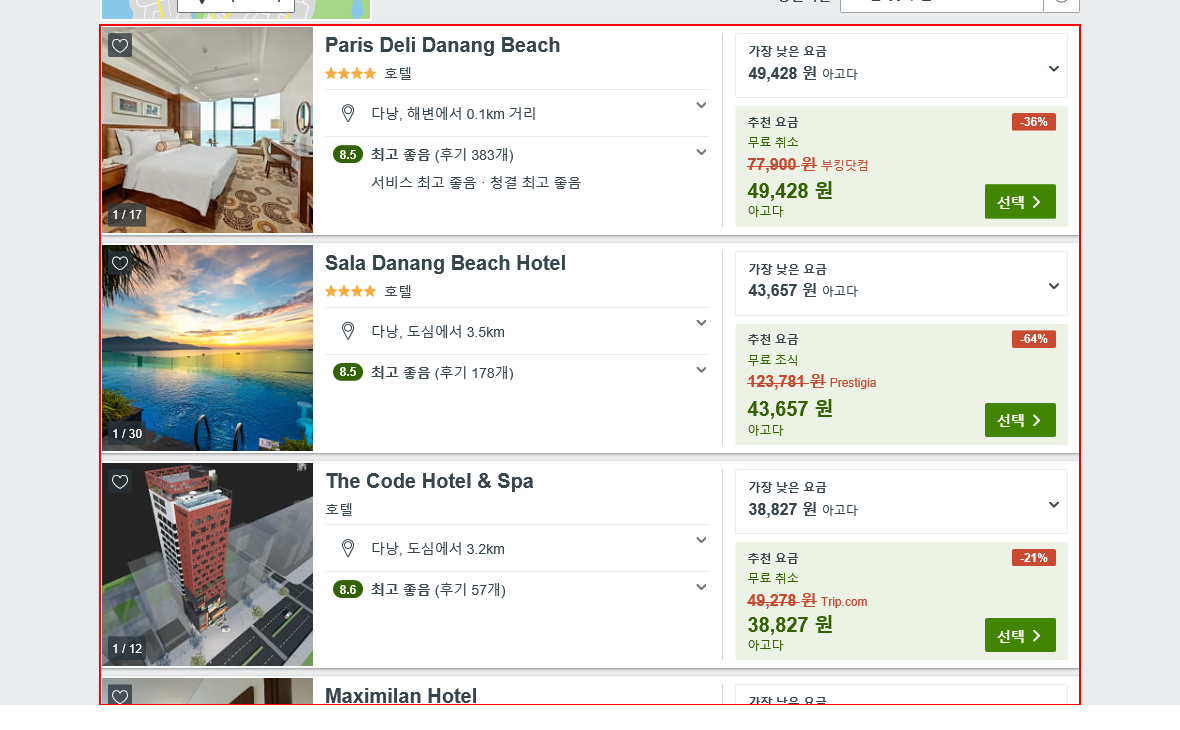 Paris Deli Danang Beach
호텔
다낭, 해변에서 0.1km 거리
8.5 최고 좋음 (후기 383개)
서비스 최고 좋음 · 청결 최고 좋음
1 / 17
가장 낮은 요금
49,428 원 아고다
추천 요금
-36%
무료 취소
77,900 원 부킹닷컴
49,428 원
아고다
선택
Sala Danang Beach Hotel
호텔
다낭, 도심에서 3.5km
8.5 최고 좋음 (후기 178개)
1 / 30
가장 낮은 요금
43,657 원 아고다
추천 요금
-64%
무료 조식
123,781 원 Prestigia
43,657 원
아고다
선택
The Code Hotel & Spa
호텔
다낭, 도심에서 3.2km
8.6 최고 좋음 (후기 57개)
1 / 12
가장 낮은 요금
38,827 원 아고다
추천 요금
-21%
무료 취소
49,278 원 Trip.com
38,827 원
아고다
선택
Maximilan Hotel
가장 낮은 요금